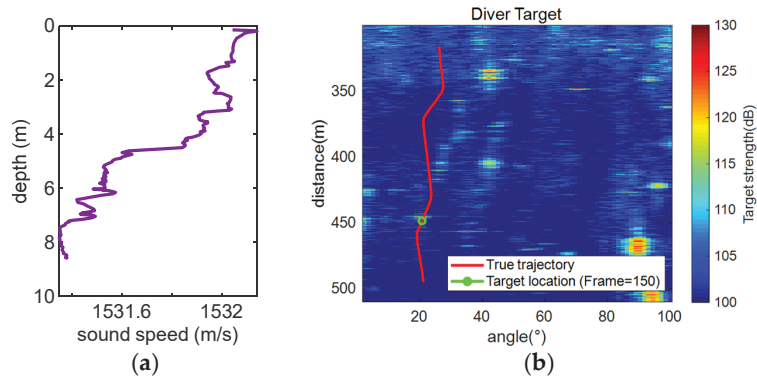 0
2
4
6
8
10
depth (m)
1531.6
1532
sound speed (m/s)
(a)
Diver Target
350
400
450
500
distance(m)
20
40
60
80
100
angle(°)
True trajectory
Target location (Frame=150)
130
125
120
115
110
105
100
Target strength(dB)
(b)